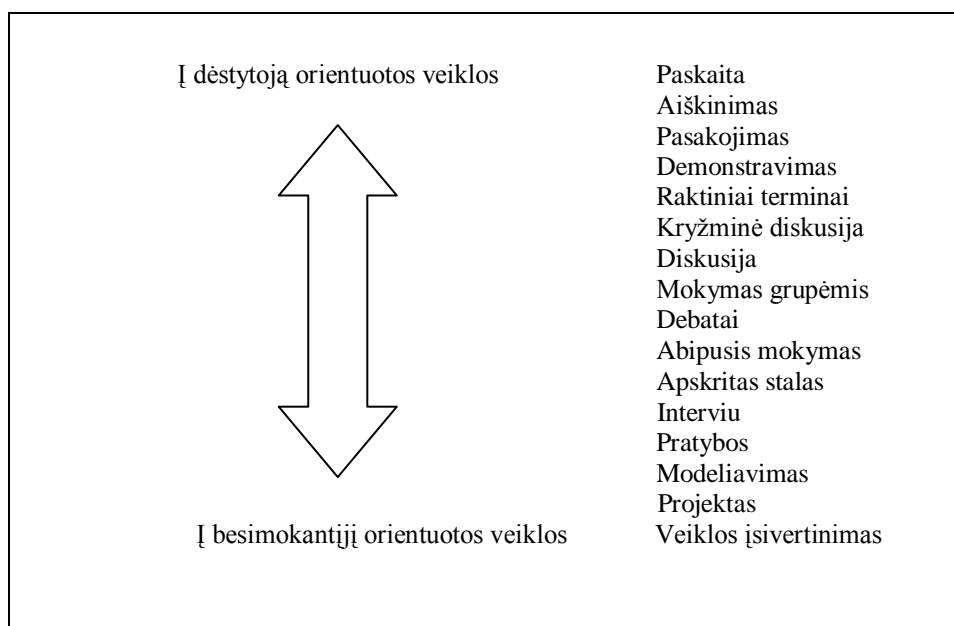 Į dėstytoją orientuotos veiklos
Paskaita
Aiškinimas
Pasakojimas
Demonstravimas
Raktiniai terminai
Kryžminė diskusija
Diskusija
Mokymas grupėmis
Debatai
Abipusis mokymas
Apskritas stalas
Interviu
Pratybos
Modeliavimas
Projektas
Į besimokantįjį orientuotos veiklos
Veiklos įsivertinimas